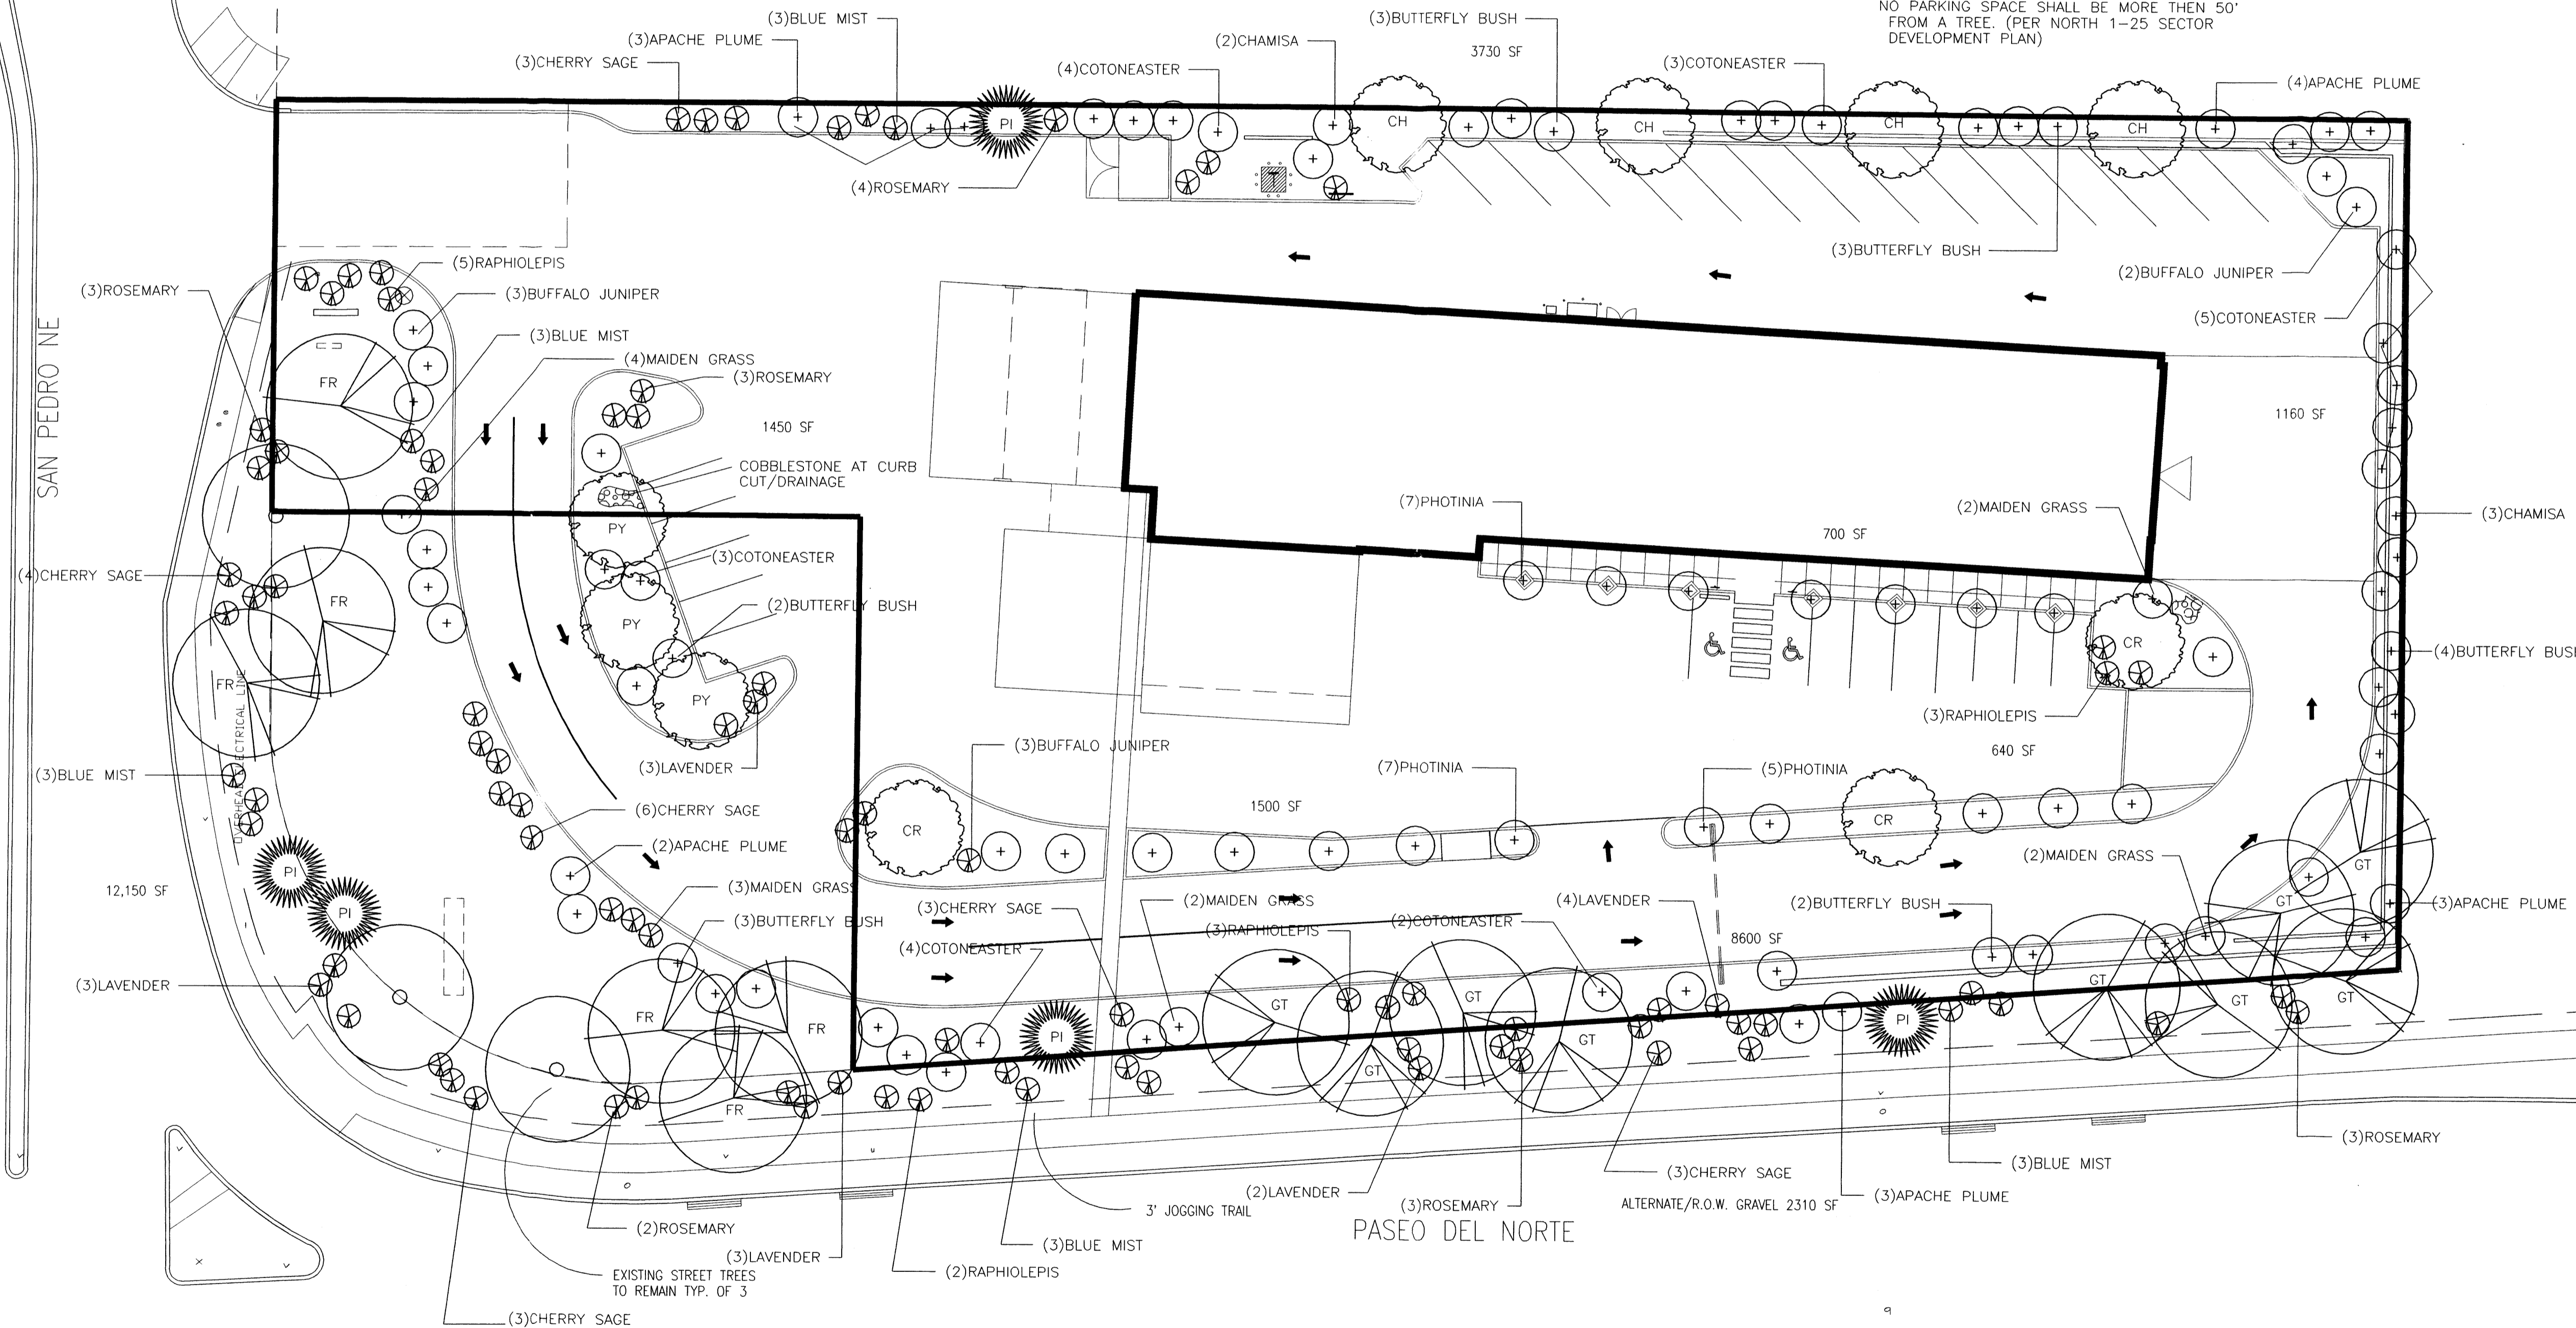 NO PARKING SPACE SHALL BE MORE THEN 50'
FROM A TREE. (PER NORTH 1-25 SECTOR
DEVELOPMENT PLAN)
(3)BLUE MIST
(3)BUTTERFLY BUSH
(3)APACHE PLUME
(2)CHAMISA
3730 SF
(3)CHERRY SAGE
(4)COTONEASTER
(3)COTONEASTER
(4)APACHE PLUME
PI
CH
CH
CH
CH
T
(4)ROSEMARY
(3)BUTTERFLY BUSH
(2)BUFFALO JUNIPER
(5)COTONEASTER
(5)RAPHIOLEPIS
(3)ROSEMARY
(3)BUFFALO JUNIPER
(3)BLUE MIST
(4)MAIDEN GRASS
(3)ROSEMARY
FR
SAN PEDRO NE
1450 SF
1160 SF
COBBLESTONE AT CURB
CUT/DRAINAGE
PY
(7)PHOTINIA
(2)MAIDEN GRASS
700 SF
(3)CHAMISA
(3)COTONEASTER
(4)CHERRY SAGE
FR
(2)BUTTERFLY BUSH
PY
CR
(4)BUTTERFLY BUSH
FR
PY
OVERHEAD ELECTRICAL LINE
(3)RAPHIOLEPIS
(3)BUFFALO JUNIPER
640 SF
(3)BLUE MIST
(3)LAVENDER
(7)PHOTINIA
(5)PHOTINIA
(6)CHERRY SAGE
1500 SF
CR
CR
(2)APACHE PLUME
(2)MAIDEN GRASS
GT
PI
12,150 SF
(3)MAIDEN GRASS
(2)MAIDEN GRASS
(4)LAVENDER
(2)BUTTERFLY BUSH
GT
(3)APACHE PLUME
PI
(3)BUTTERFLY BUSH
(3)CHERRY SAGE
(3)RAPHIOLEPIS
(2)COTONEASTER
8600 SF
(4)COTONEASTER
(3)LAVENDER
GT
GT
GT
GT
GT
FR
FR
PI
GT
PI
GT
FR
(3)ROSEMARY
(3)CHERRY SAGE
(3)BLUE MIST
(2)LAVENDER
(3)ROSEMARY
ALTERNATE/R.O.W. GRAVEL 2310 SF
(3)APACHE PLUME
3' JOGGING TRAIL
PASEO DEL NORTE
(2)ROSEMARY
(3)LAVENDER
(3)BLUE MIST
(2)RAPHIOLEPIS
EXISTING STREET TREES
TO REMAIN TYP. OF 3
(3)CHERRY SAGE
9